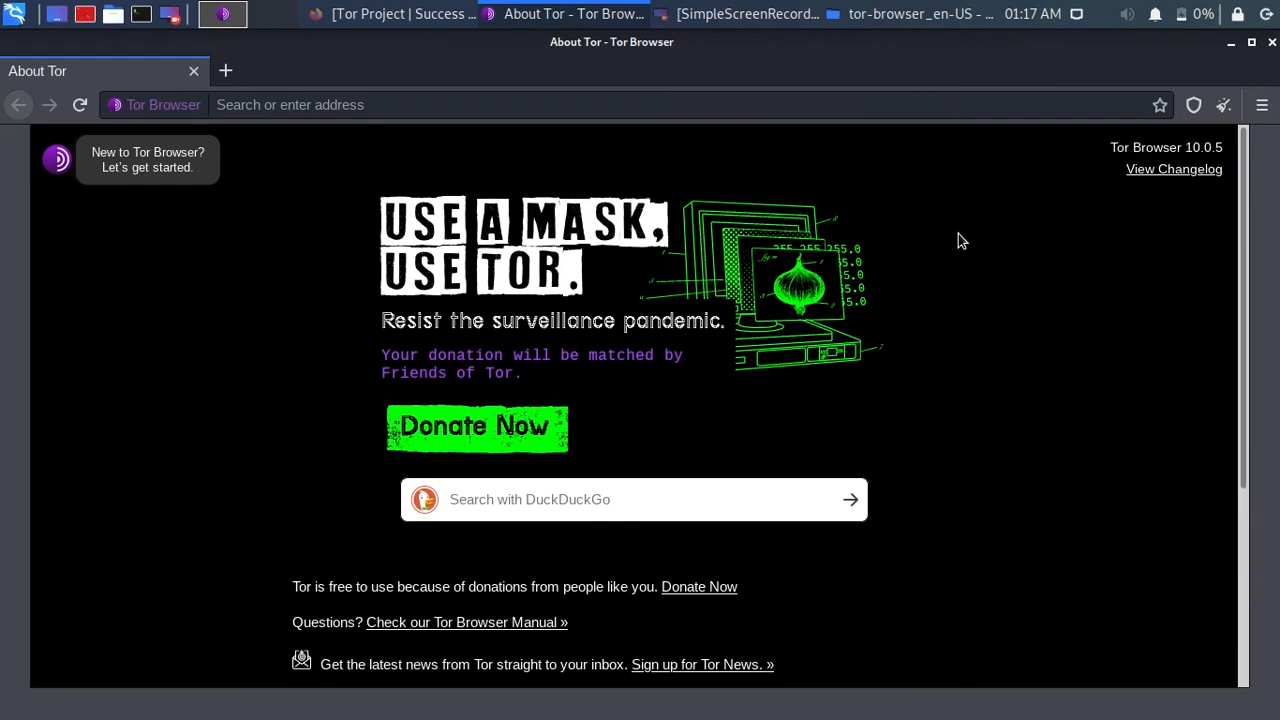 [Tor Project | Success ...
About Tor - Tor Brow...
[SimpleScreenRecord...
tor-browser_en-US - ...
01:17 AM
0%
About Tor - Tor Browser
About Tor
Tor Browser
Search or enter address
New to Tor Browser?
Let's get started.
Tor Browser 10.0.5
View Changelog
USE A MASK,
USE TOR.
Resist the surveillance pandemic.
Your donation will be matched by
Friends of Tor.
Donate Now
Search with DuckDuckGo
Tor is free to use because of donations from people like you. Donate Now
Questions? Check our Tor Browser Manual »
Get the latest news from Tor straight to your inbox. Sign up for Tor News. »